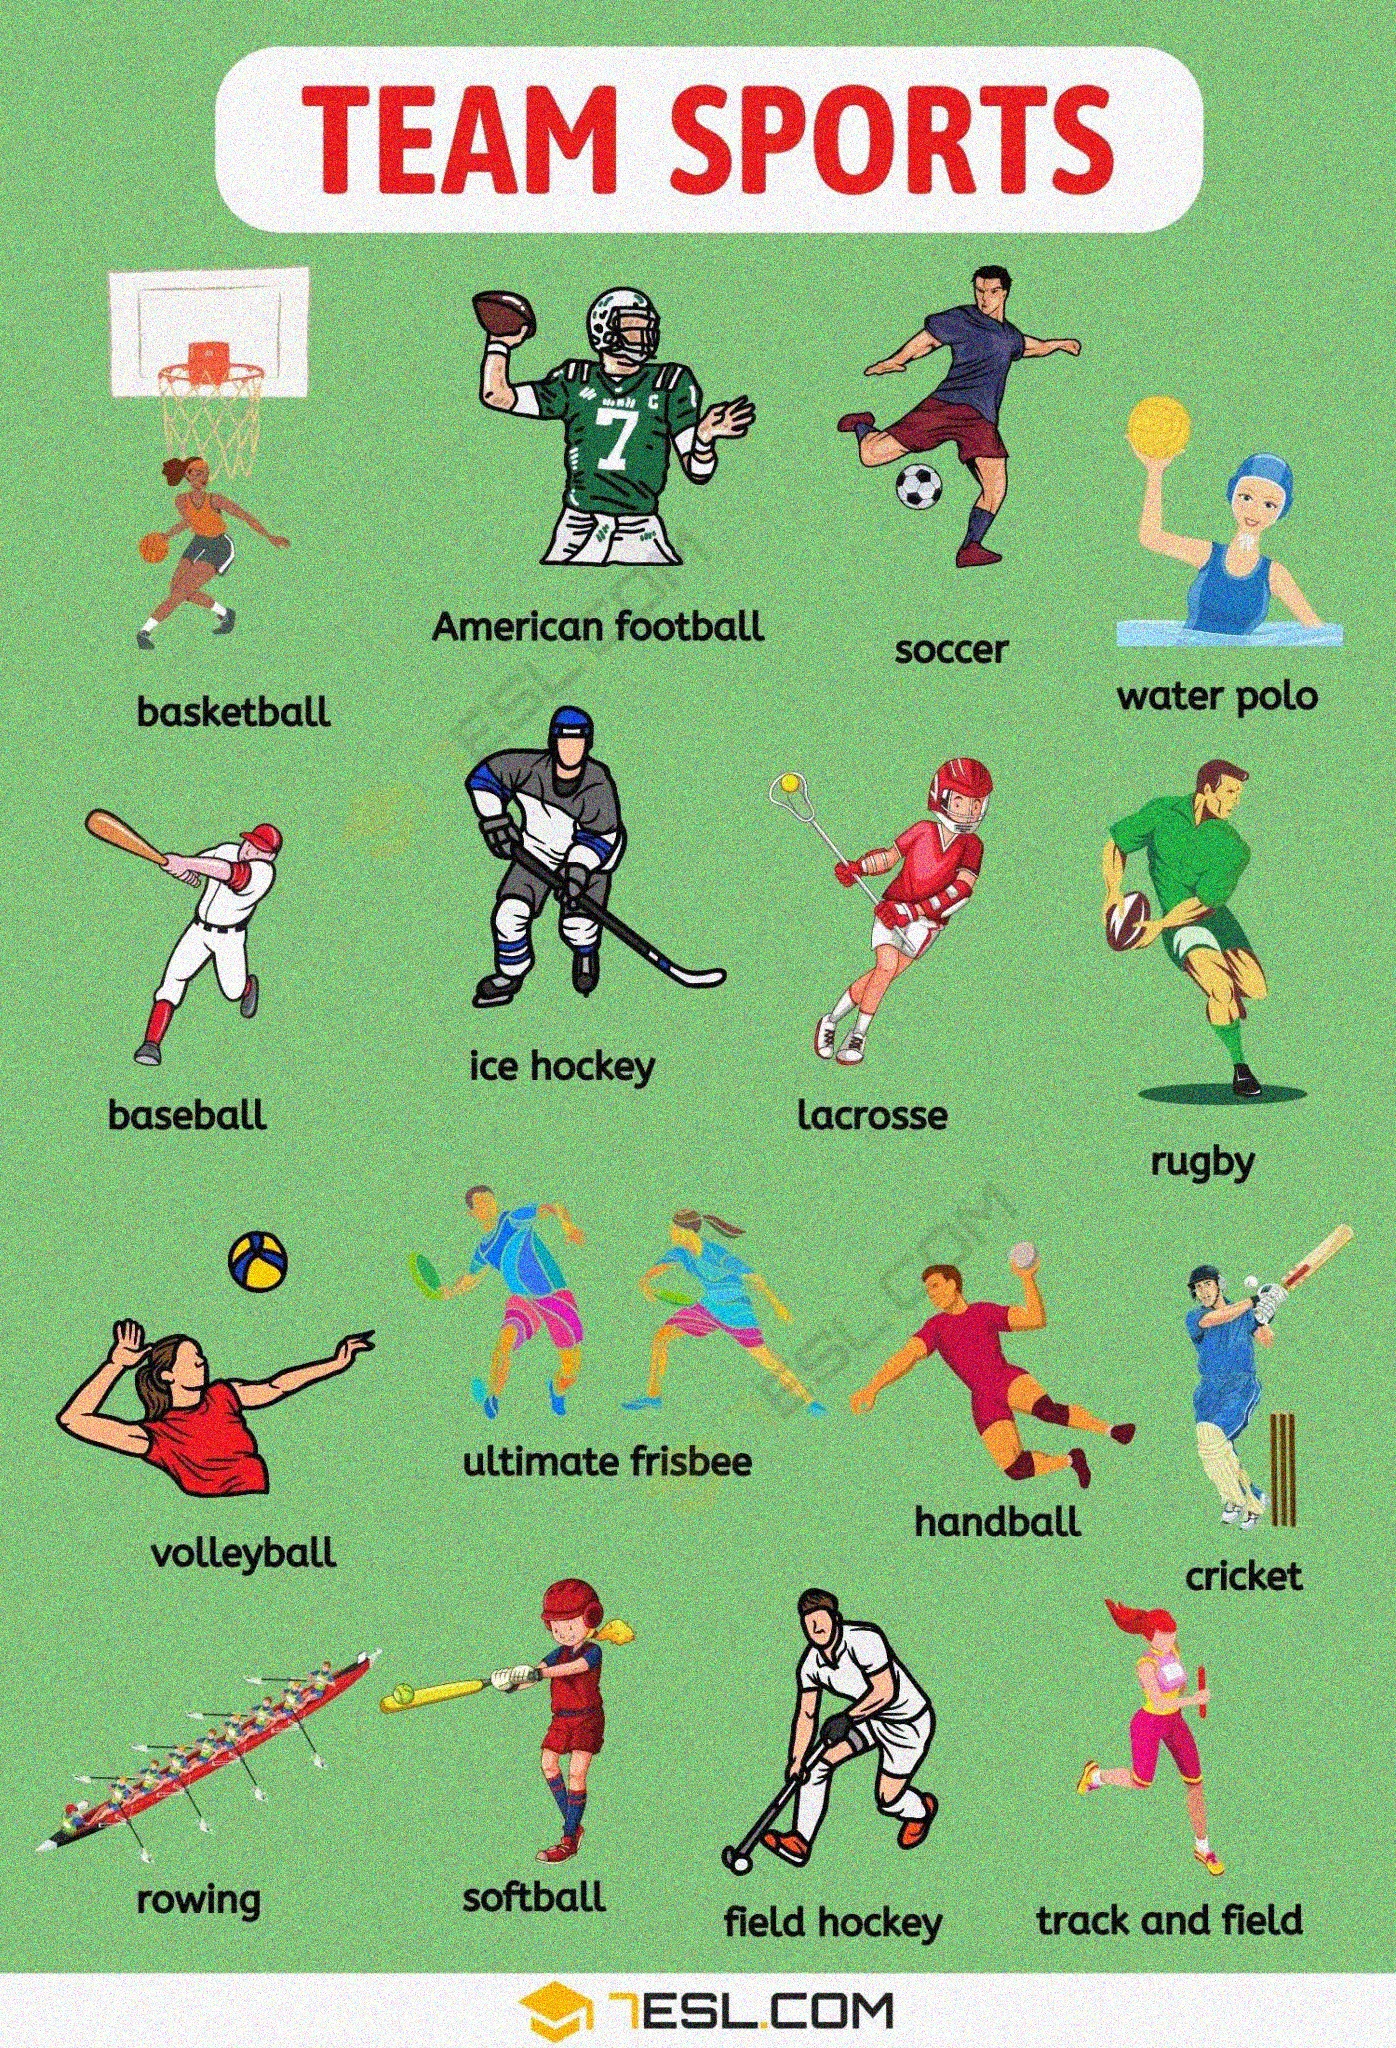 TEAM SPORTS
7
C
American football
soccer
water polo
basketball
ice hockey
baseball
lacrosse
rugby
ultimate frisbee
handball
volleyball
cricket
rowing
softball
field hockey
track and field
7ESL.COM